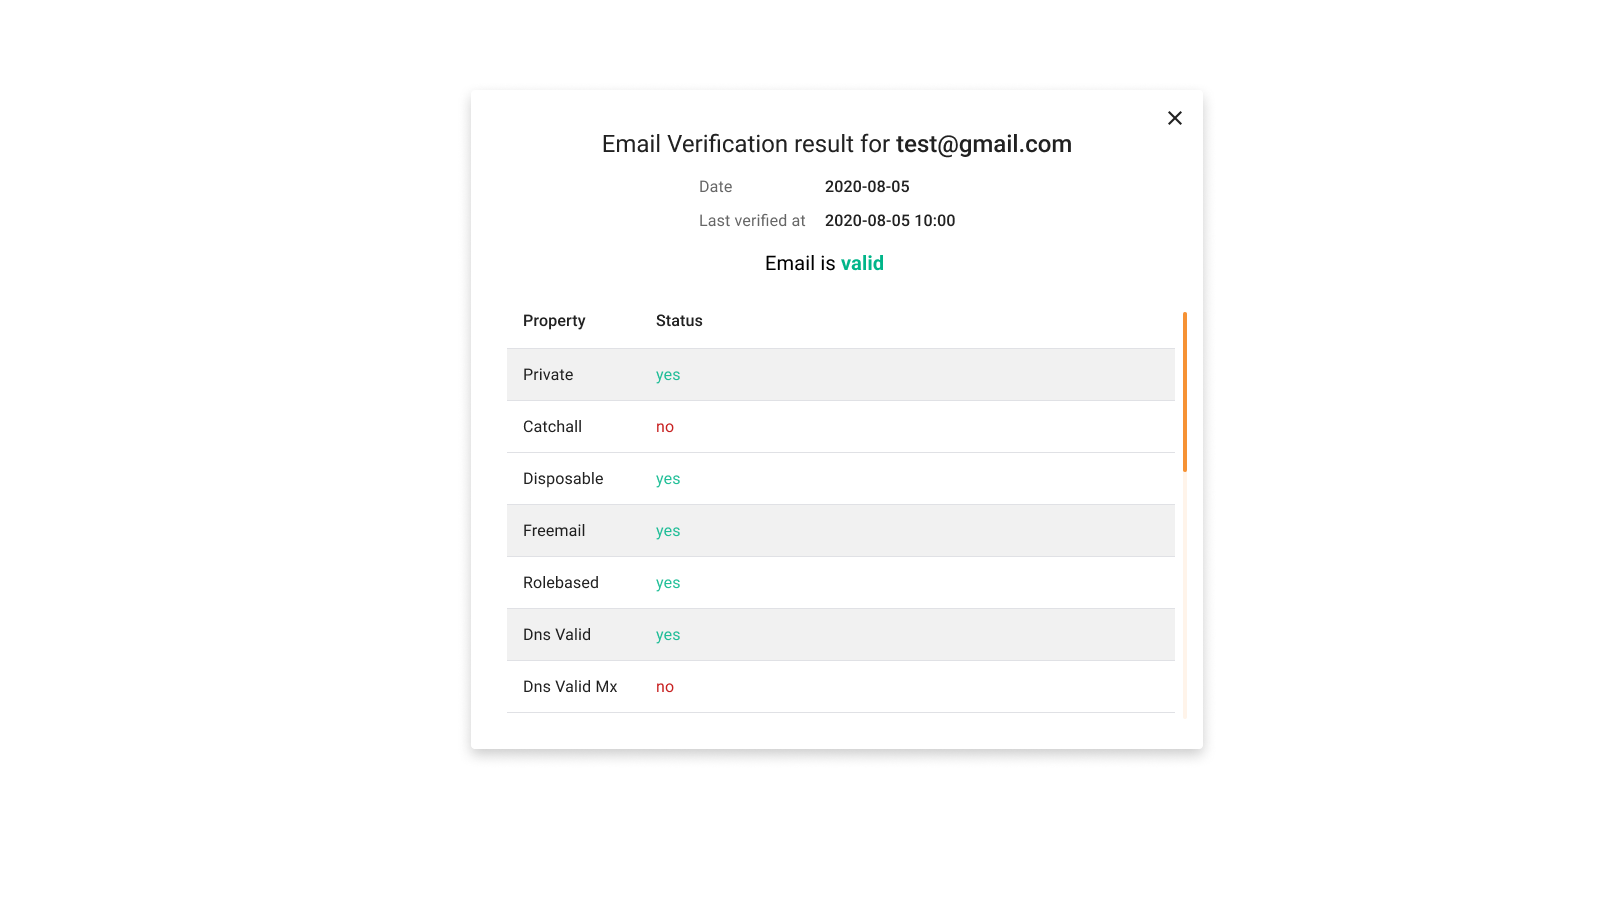 Email Verification result for test@gmail.com
Date 2020-08-05
Last verified at 2020-08-05 10:00
Email is valid
Property Status
Private yes
Catchall no
Disposable yes
Freemail yes
Rolebased yes
Dns Valid yes
Dns Valid Mx no